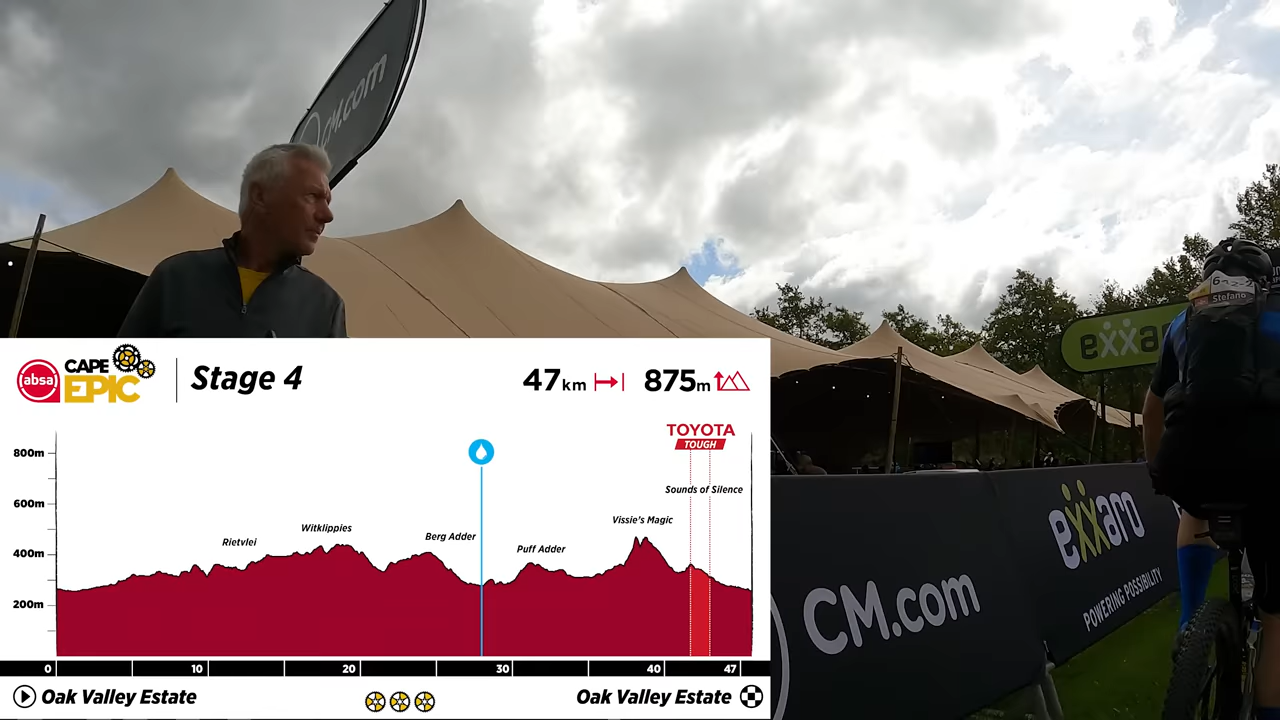 CM.com
6
Stefano
exxar
absa
CAPE
EPIC
Stage 4
47km
875m
TOYOTA
TOUGH
800m
600m
400m
200m
Sounds of Silence
Vissie's Magic
Witklippies
Berg Adder
Rietvlei
Puff Adder
0
10
20
30
40
47
Oak Valley Estate
Oak Valley Estate
CM.com
exxaro
POWERING POSSIBILITY